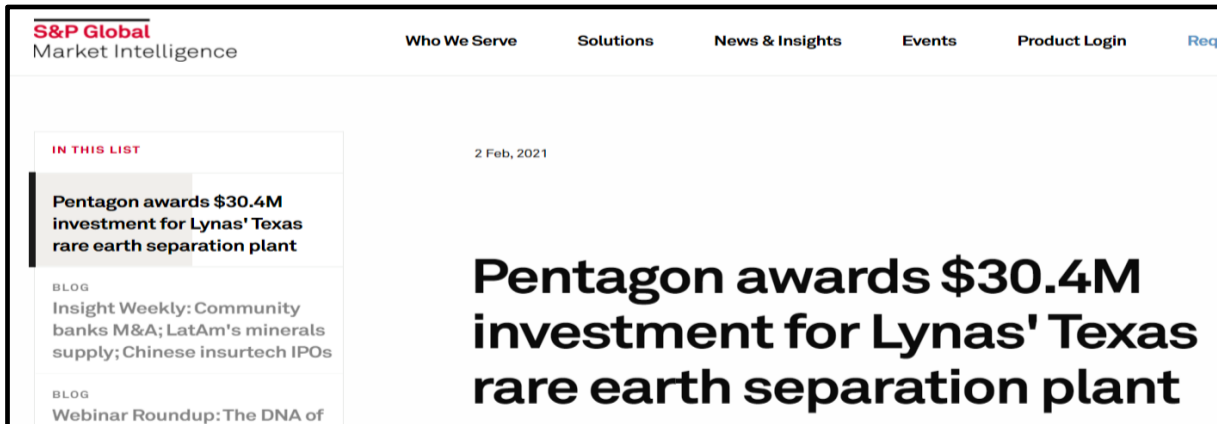 S&P Global
Market Intelligence
Who We Serve
Solutions
News & Insights
Events
Product Login
Req
IN THIS LIST
Pentagon awards $30.4M
investment for Lynas' Texas
rare earth separation plant
BLOG
Insight Weekly: Community
banks M&A; LatAm's minerals
supply; Chinese insurtech IPOs
BLOG
Webinar Roundup: The DNA of
2 Feb, 2021
Pentagon awards $30.4M
investment for Lynas' Texas
rare earth separation plant